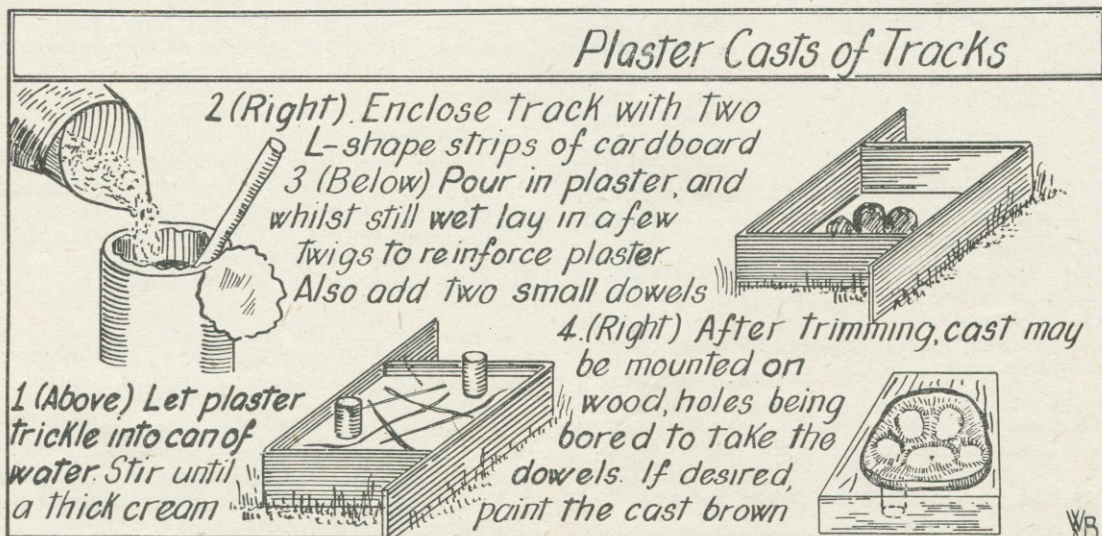 Plaster Casts of Tracks
1 (Above) Let plaster
trickle into can of
water. Stir until
a thick cream
2 (Right). Enclose track with two
L-shape strips of cardboard
3 (Below) Pour in plaster, and
whilst still wet lay in a few
Twigs to reinforce plaster
Also add two small dowels
4. (Right) After trimming, cast may
be mounted on
wood, holes being
bored to take the
dowels. If desired,
paint the cast brown
WB